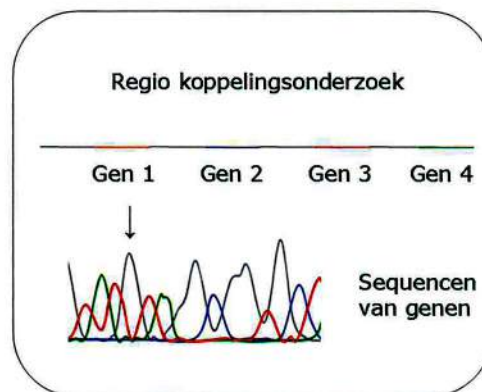 Regio koppelingsonderzoek
Gen 1 Gen 2 Gen 3 Gen 4
Sequencen
van genen